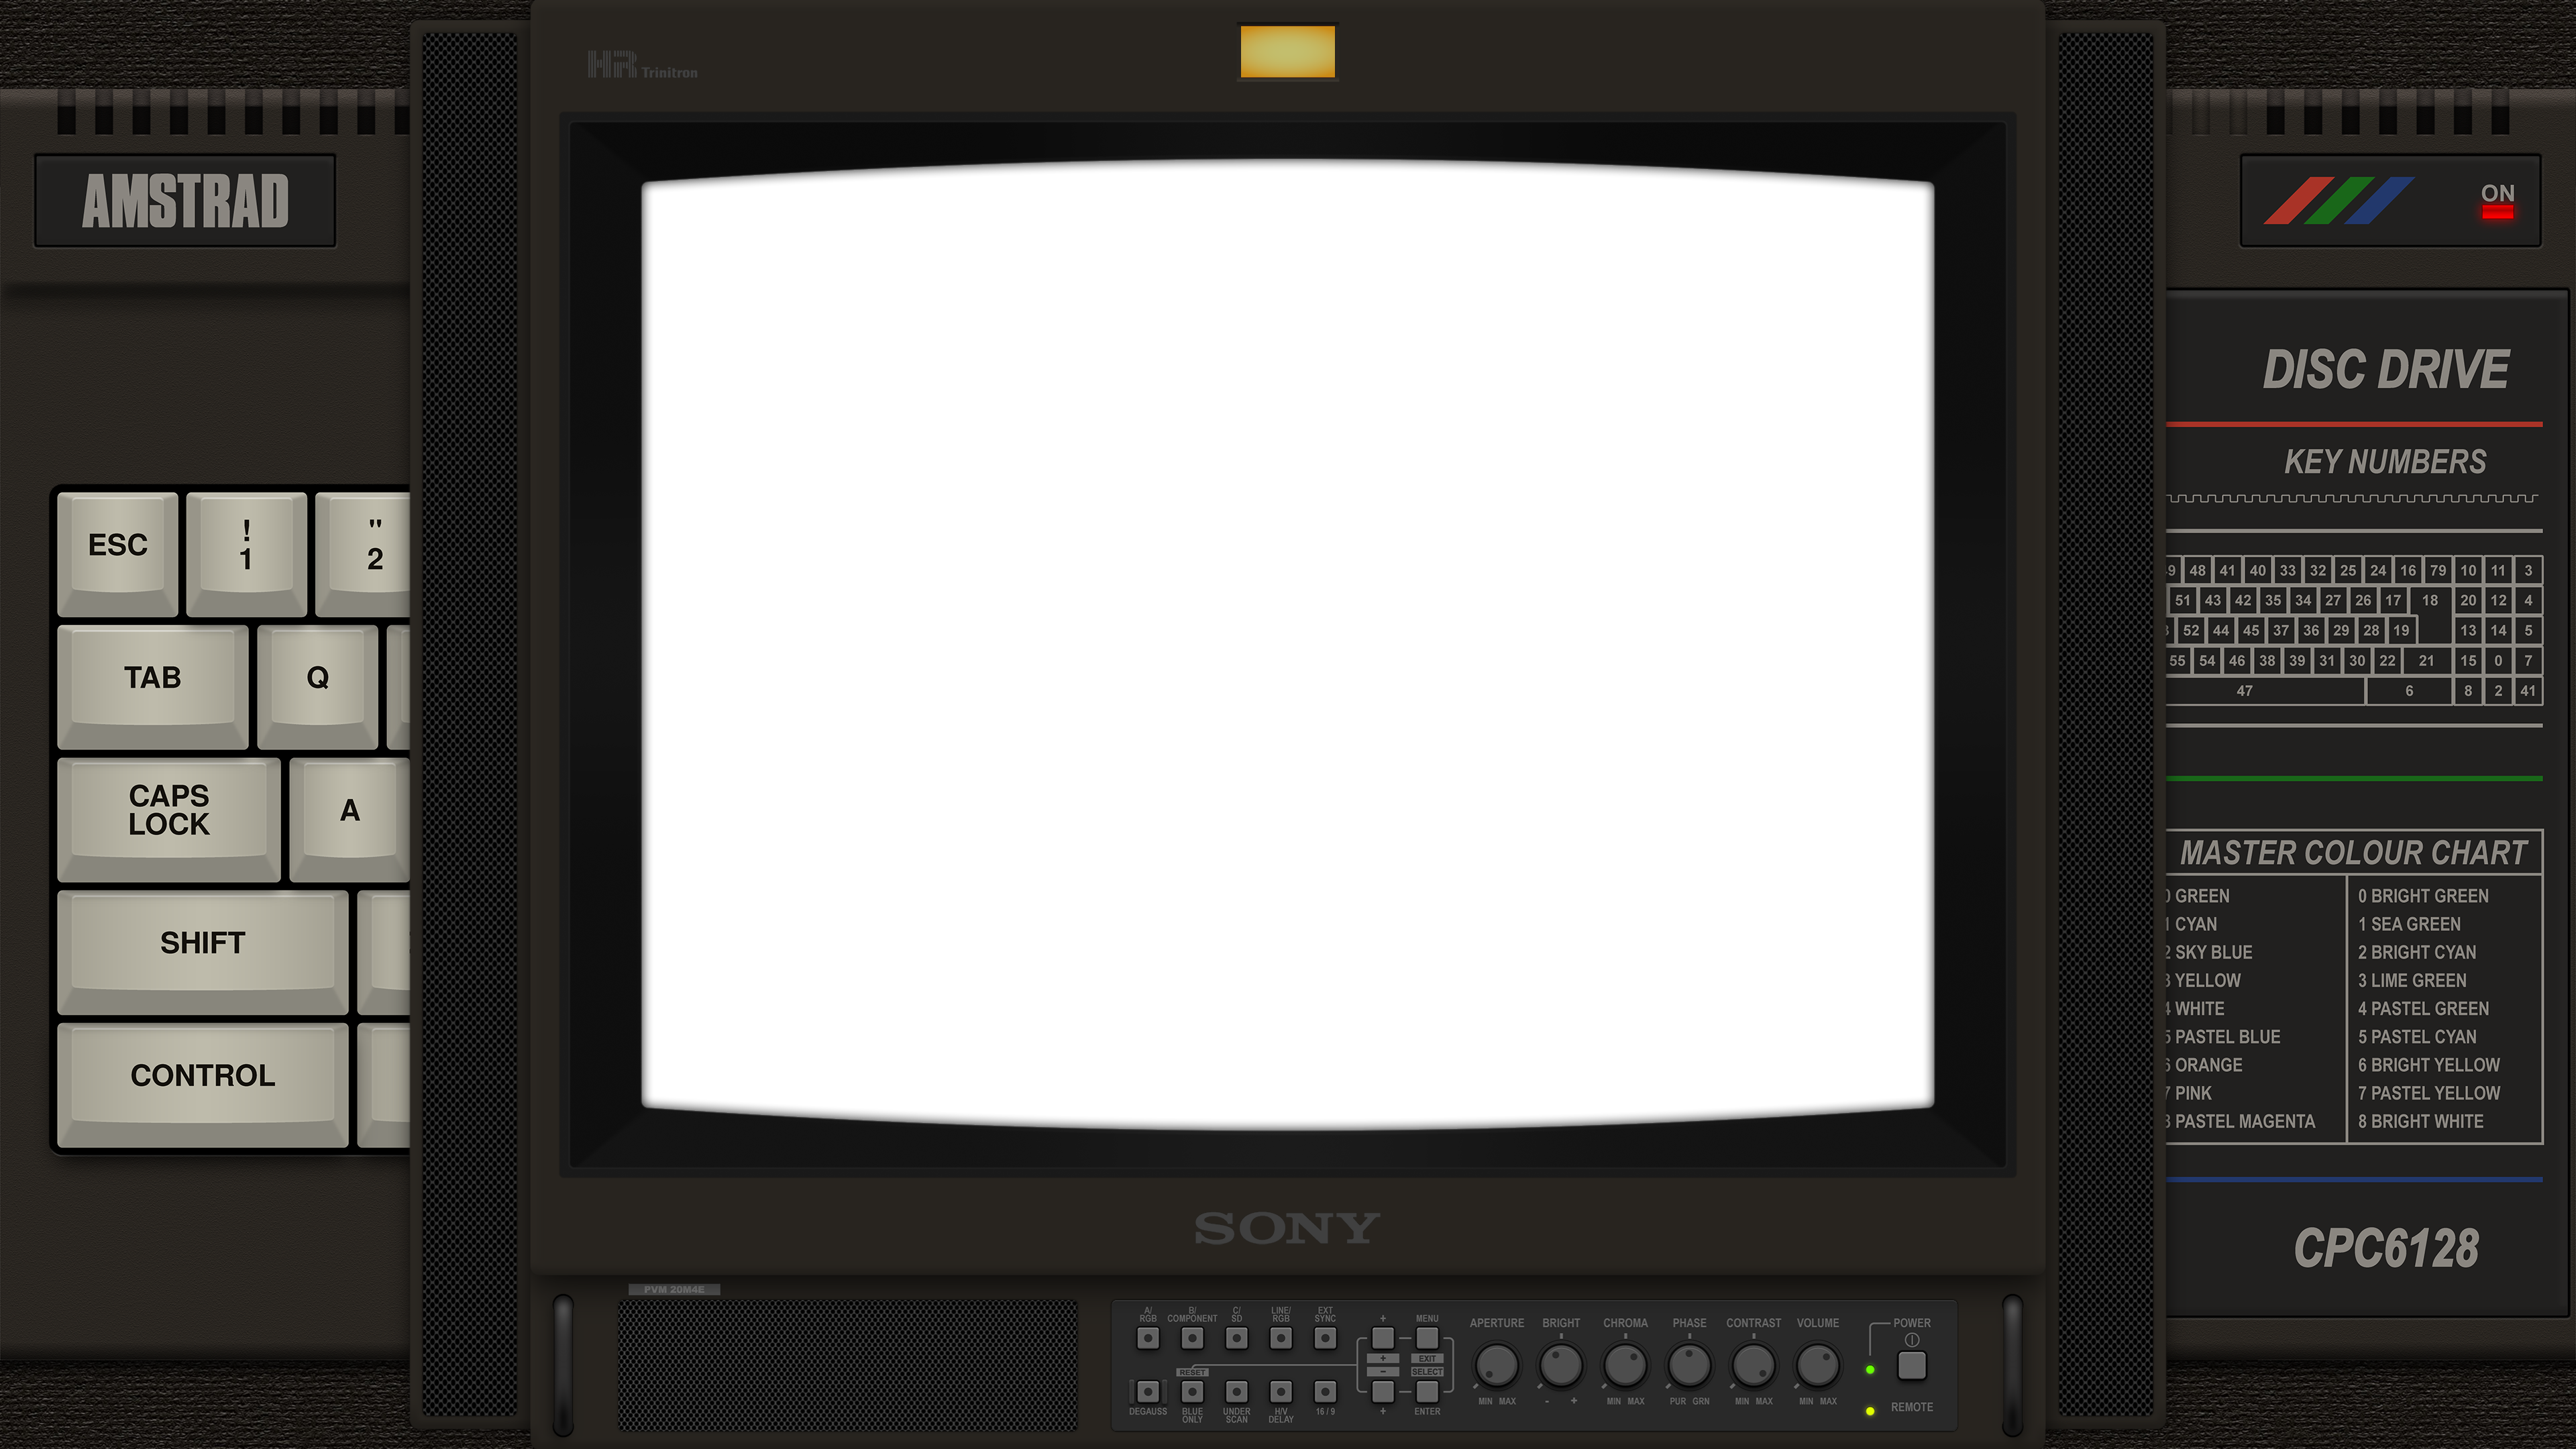 HR Trinitron
AMSTRAD
ON
DISC DRIVE
KEY NUMBERS
ESC
!
1
"
2
TAB
Q
CAPS
LOCK
A
SHIFT
CONTROL
48 41 40 33 32 25 24 16 79 10 11 3
51 43 42 35 34 27 26 17 18 20 12 4
52 44 45 37 36 29 28 19 13 14 5
55 54 46 38 39 31 30 22 21 15 0 7
47 6 8 2 41
MASTER COLOUR CHART
GREEN
CYAN
SKY BLUE
YELLOW
WHITE
PASTEL BLUE
ORANGE
PINK
PASTEL MAGENTA
0 BRIGHT GREEN
1 SEA GREEN
2 BRIGHT CYAN
3 LIME GREEN
4 PASTEL GREEN
5 PASTEL CYAN
6 BRIGHT YELLOW
7 PASTEL YELLOW
8 BRIGHT WHITE
CPC6128
SONY
PVM 20M4E
A/
RGB
B/
COMPONENT
C/
SD
LINE/
RGB
EXT
SYNC
+
MENU
+
EXIT
RESET
−
SELECT
DEGAUSS
BLUE
ONLY
UNDER
SCAN
H/V
DELAY
16 / 9
+
ENTER
APERTURE
BRIGHT
CHROMA
PHASE
CONTRAST
VOLUME
POWER
MIN MAX
- +
MIN MAX
PUR GRN
MIN MAX
MIN MAX
REMOTE